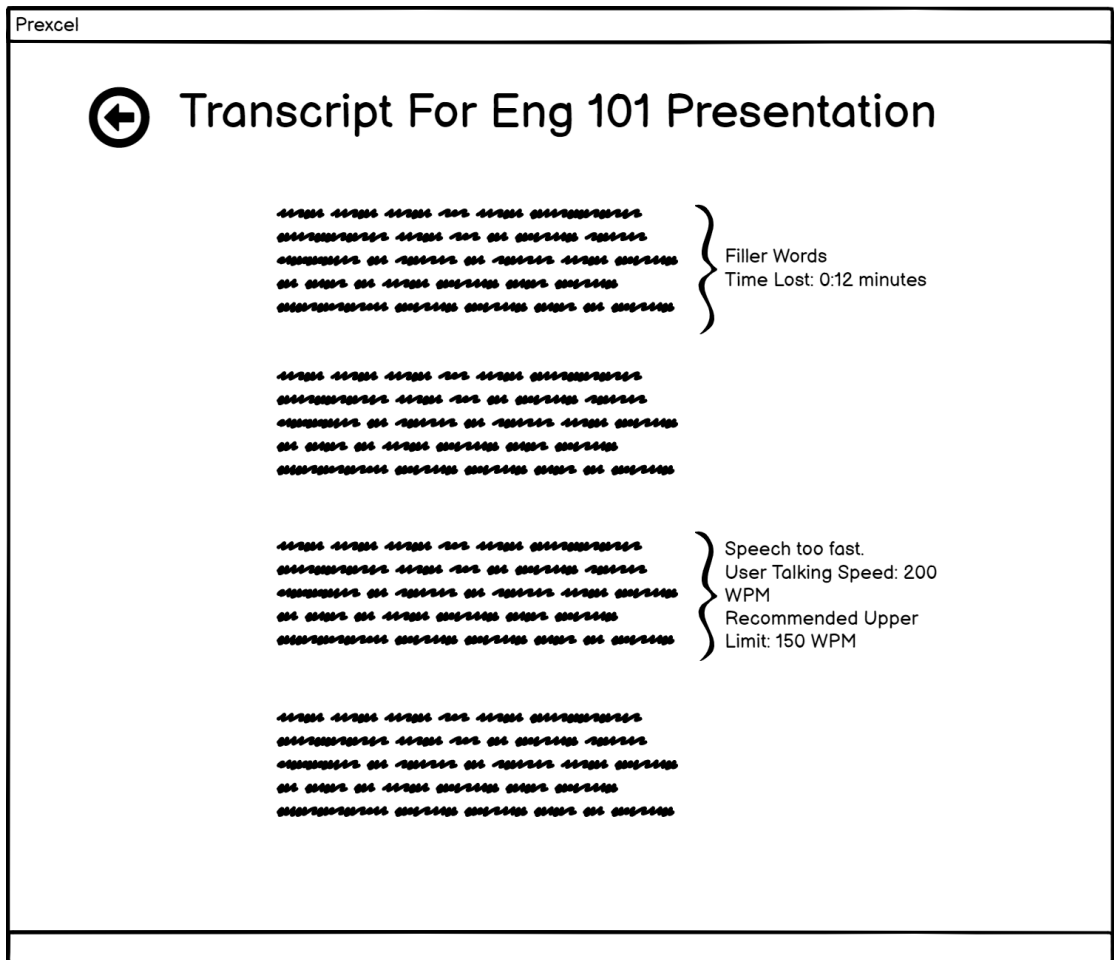 Prexcel
Transcript For Eng 101 Presentation
Filler Words
Time Lost: 0:12 minutes
Speech too fast.
User Talking Speed: 200
WPM
Recommended Upper
Limit: 150 WPM